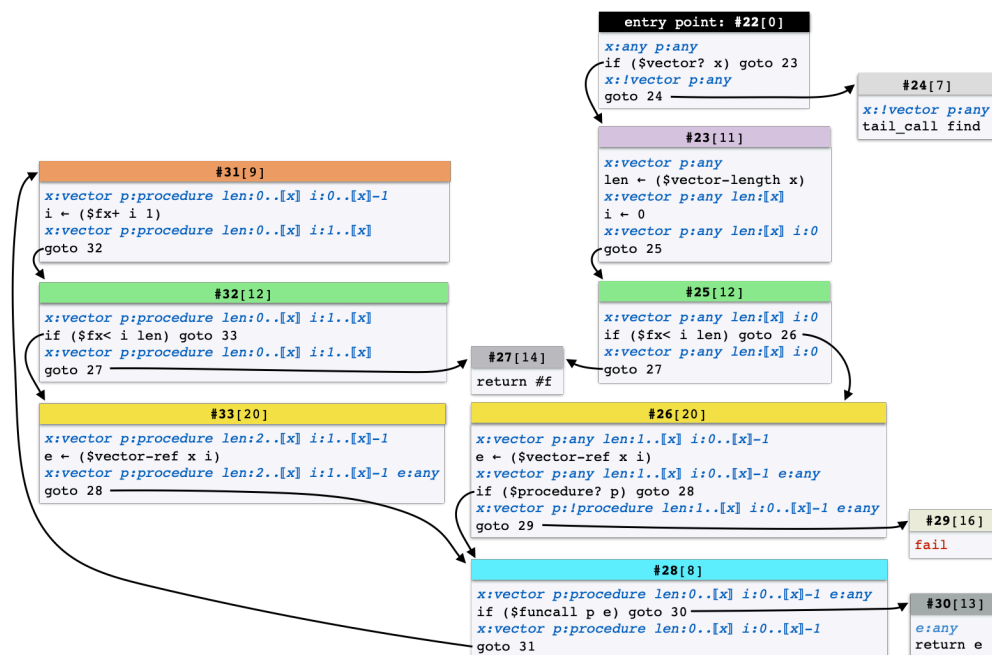 entry point: #22[0]
x:any p:any
if ($vector? x) goto 23
x:!vector p:any
goto 24
#24[7]
x:!vector p:any
tail_call find
#23[11]
x:vector p:any
len ← ($vector-length x)
x:vector p:any len:⟦x⟧
i ← 0
x:vector p:any len:⟦x⟧ i:0
goto 25
#31[9]
x:vector p:procedure len:0..⟦x⟧ i:0..⟦x⟧-1
i ← ($fx+ i 1)
x:vector p:procedure len:0..⟦x⟧ i:1..⟦x⟧
goto 32
#32[12]
x:vector p:procedure len:0..⟦x⟧ i:1..⟦x⟧
if ($fx< i len) goto 33
x:vector p:procedure len:0..⟦x⟧ i:1..⟦x⟧
goto 27
#25[12]
x:vector p:any len:⟦x⟧ i:0
if ($fx< i len) goto 26
x:vector p:any len:⟦x⟧ i:0
goto 27
#27[14]
return #f
#33[20]
x:vector p:procedure len:2..⟦x⟧ i:1..⟦x⟧-1
e ← ($vector-ref x i)
x:vector p:procedure len:2..⟦x⟧ i:1..⟦x⟧-1 e:any
goto 28
#26[20]
x:vector p:any len:1..⟦x⟧ i:0..⟦x⟧-1
e ← ($vector-ref x i)
x:vector p:any len:1..⟦x⟧ i:0..⟦x⟧-1 e:any
if ($procedure? p) goto 28
x:vector p:!procedure len:1..⟦x⟧ i:0..⟦x⟧-1 e:any
goto 29
#29[16]
fail
#28[8]
x:vector p:procedure len:0..⟦x⟧ i:0..⟦x⟧-1 e:any
if ($funcall p e) goto 30
x:vector p:procedure len:0..⟦x⟧ i:0..⟦x⟧-1
goto 31
#30[13]
e:any
return e